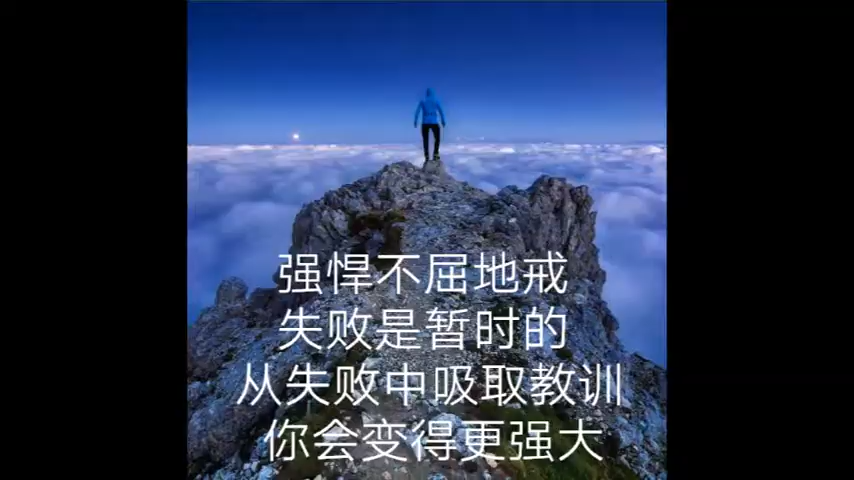 强悍不屈地戒
失败是暂时的
从失败中吸取教训
你会变得更强大